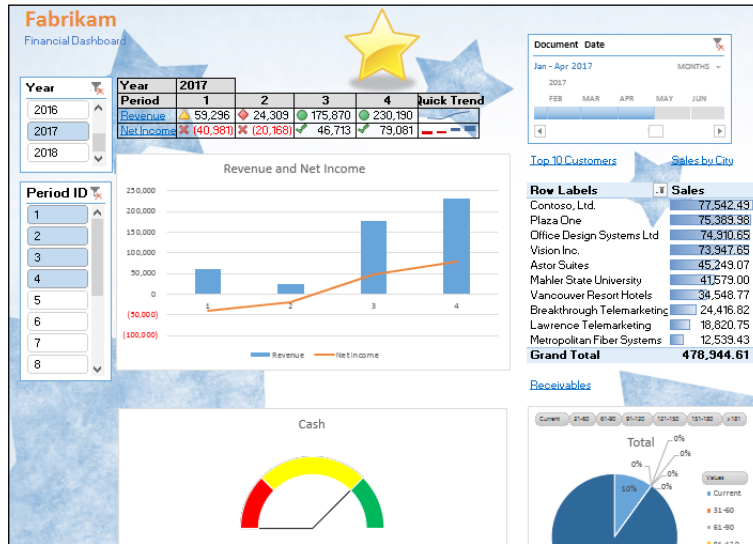 Fabrikam
Financial Dashboard
Year
2016
2017
2018
Period ID
1
2
3
4
5
6
7
8
Year 2017
Period 1 2 3 4 Quick Trend
Revenue 59,296 24,309 175,870 230,190
Net Income (40,981) (20,168) 46,713 79,081
Revenue and Net Income
250,000
200,000
150,000
100,000
50,000
0
(50,000)
(100,000)
1 2 3 4
Revenue Net Income
Cash
Document Date
Jan - Apr 2017 MONTHS
2017
FEB MAR APR MAY JUN
Top 10 Customers Sales by City
Row Labels Sales
Contoso, Ltd. 77,542.49
Plaza One 75,389.98
Office Design Systems Ltd 74,910.65
Vision Inc. 73,947.65
Astor Suites 45,249.07
Mahler State University 41,579.00
Vancouver Resort Hotels 34,548.77
Breakthrough Telemarketing 24,416.82
Lawrence Telemarketing 18,820.75
Metropolitan Fiber Systems 12,539.43
Grand Total 478,944.61
Receivables
Current 31-60 61-90 91-120 121-150 151-180 >181
Total
0%
0%
0%
0%
0%
10%
Values
Current
31-60
61-90